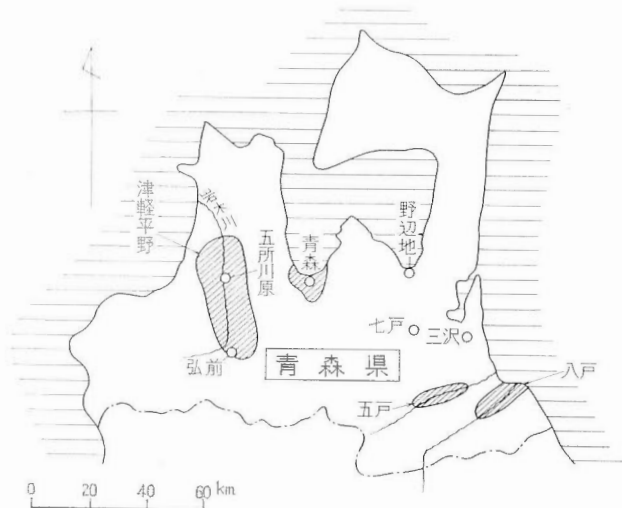 津軽平野
岩木川
五所川原
青森
野辺地
七戸
三沢
弘前
青森県
五戸
八戸
0 20 40 60 km